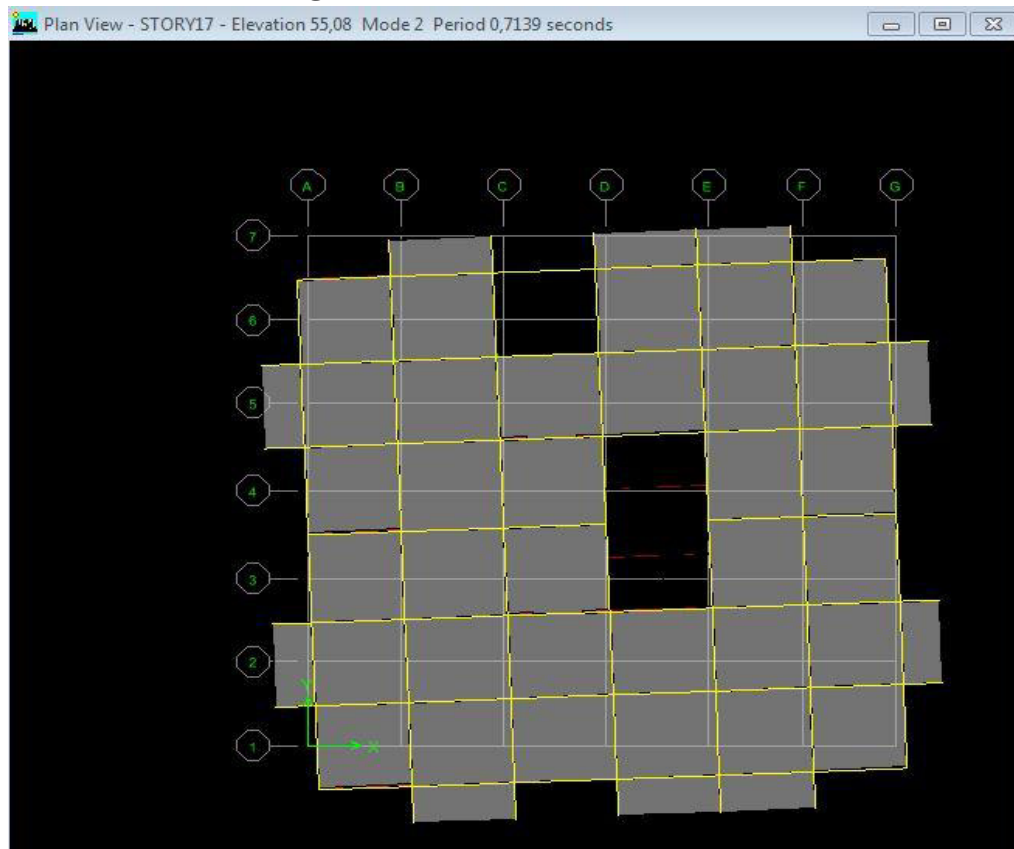 Plan View - STORY17 - Elevation 55,08 Mode 2 Period 0,7139 seconds
A B C D E F G
7
6
5
4
3
2
Y
1
X